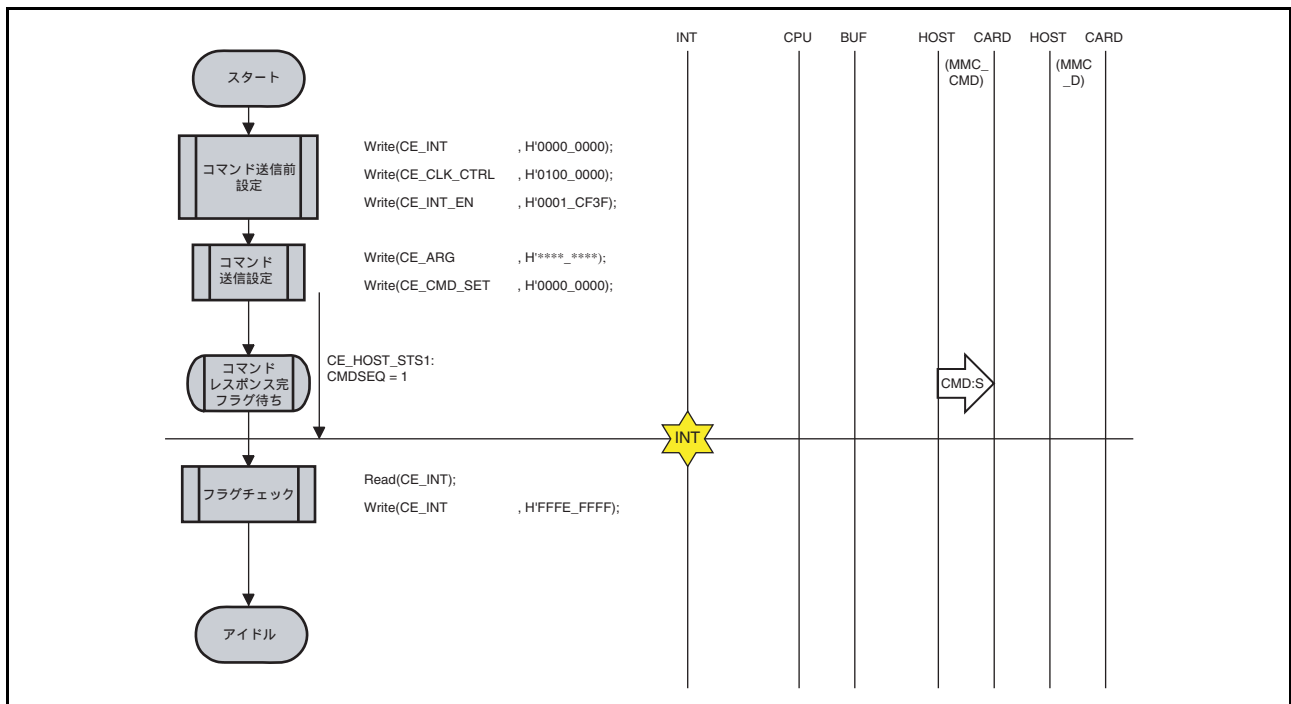 INT CPU BUF HOST CARD HOST CARD
(MMC_
CMD)
(MMC
_D)
スタート
コマンド送信前
設定
Write(CE_INT , H'0000_0000);
Write(CE_CLK_CTRL , H'0100_0000);
Write(CE_INT_EN , H'0001_CF3F);
コマンド
送信設定
Write(CE_ARG , H'****_****);
Write(CE_CMD_SET , H'0000_0000);
コマンド
レスポンス完
フラグ待ち
CE_HOST_STS1:
CMDSEQ = 1
CMD:S
INT
フラグチェック
Read(CE_INT);
Write(CE_INT , H'FFFE_FFFF);
アイドル